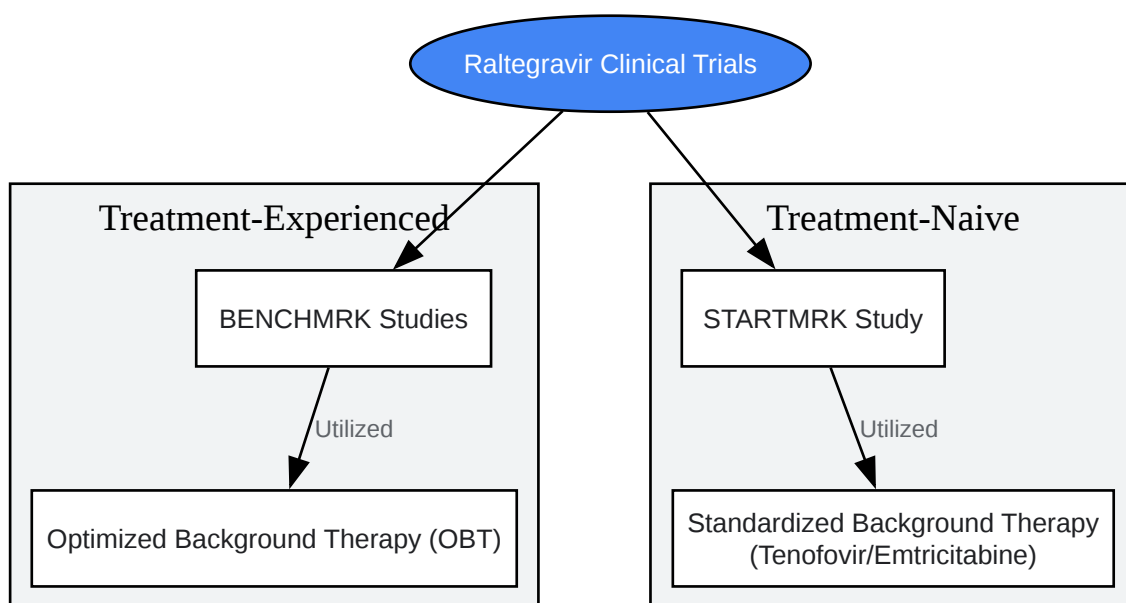 Raltegravir Clinical Trials
Treatment-Experienced
Treatment-Naive
BENCHMRK Studies
STARTMRK Study
Utilized
Utilized
Optimized Background Therapy (OBT)
Standardized Background Therapy
(Tenofovir/Emtricitabine)